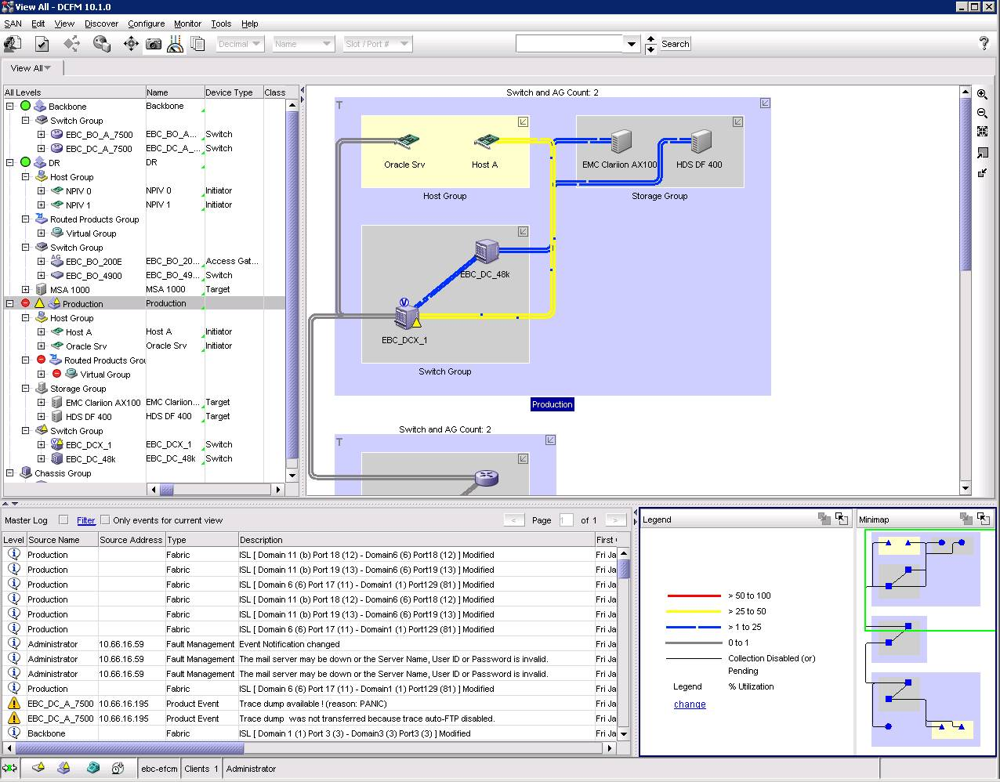 View All - DCFM 10.1.0
SAN Edit View Discover Configure Monitor Tools Help
Decimal Name Slot / Port # Search ?
View All
All Levels Name Device Type Class
Backbone Backbone
Switch Group
EBC_BO_A_7500 EBC_BO_A... Switch
EBC_DC_A_7500 EBC_DC_A_... Switch
DR DR
Host Group
NPIV 0 NPIV 0 Initiator
NPIV 1 NPIV 1 Initiator
Routed Products Group
Virtual Group
Switch Group
AG
EBC_BO_200E EBC_BO_20... Access Gat...
EBC_BO_4900 EBC_BO_49... Switch
MSA 1000 MSA 1000 Target
Production Production
Host Group
Host A Host A Initiator
Oracle Srv Oracle Srv Initiator
Routed Products Grou
Virtual Group
Storage Group
EMC Clariion AX100 EMC Clariion... Target
HDS DF 400 HDS DF 400 Target
Switch Group
EBC_DCX_1 EBC_DCX_1 Switch
EBC_DC_48k EBC_DC_48k Switch
Chassis Group
Switch and AG Count: 2
T
Oracle Srv Host A
Host Group
EMC Clariion AX100 HDS DF 400
Storage Group
EBC_DC_48k
V
EBC_DCX_1
Switch Group
Production
Switch and AG Count: 2
T
Master Log Filter Only events for current view < Page 1 of 1 >
Level Source Name Source Address Type Description First
Production Fabric ISL [ Domain 11 (b) Port 18 (12) - Domain6 (6) Port18 (12) ] Modified Fri Ja
Production Fabric ISL [ Domain 11 (b) Port 19 (13) - Domain6 (6) Port19 (13) ] Modified Fri Ja
Production Fabric ISL [ Domain 6 (6) Port 17 (11) - Domain1 (1) Port129 (81) ] Modified Fri Ja
Production Fabric ISL [ Domain 11 (b) Port 18 (12) - Domain6 (6) Port18 (12) ] Modified Fri Ja
Production Fabric ISL [ Domain 11 (b) Port 19 (13) - Domain6 (6) Port19 (13) ] Modified Fri Ja
Production Fabric ISL [ Domain 6 (6) Port 17 (11) - Domain1 (1) Port129 (81) ] Modified Fri Ja
Administrator 10.66.16.59 Fault Management Event Notification changed Fri Ja
Administrator 10.66.16.59 Fault Management The mail server may be down or the Server Name, User ID or Password is invalid. Fri Ja
Administrator 10.66.16.59 Fault Management The mail server may be down or the Server Name, User ID or Password is invalid. Fri Ja
Production Fabric ISL [ Domain 6 (6) Port 17 (11) - Domain1 (1) Port129 (81) ] Modified Fri Ja
EBC_DC_A_7500 10.66.16.195 Product Event Trace dump available ! (reason: PANIC) Fri Ja
EBC_DC_A_7500 10.66.16.195 Product Event Trace dump was not transferred because trace auto-FTP disabled. Fri Ja
Backbone Fabric ISL [ Domain 1 (1) Port 3 (3) - Domain3 (3) Port3 (3) ] Modified Fri Ja
Legend
> 50 to 100
> 25 to 50
> 1 to 25
0 to 1
Collection Disabled (or)
Pending
Legend % Utilization
change
Minimap
ebc-efcm Clients 1 Administrator